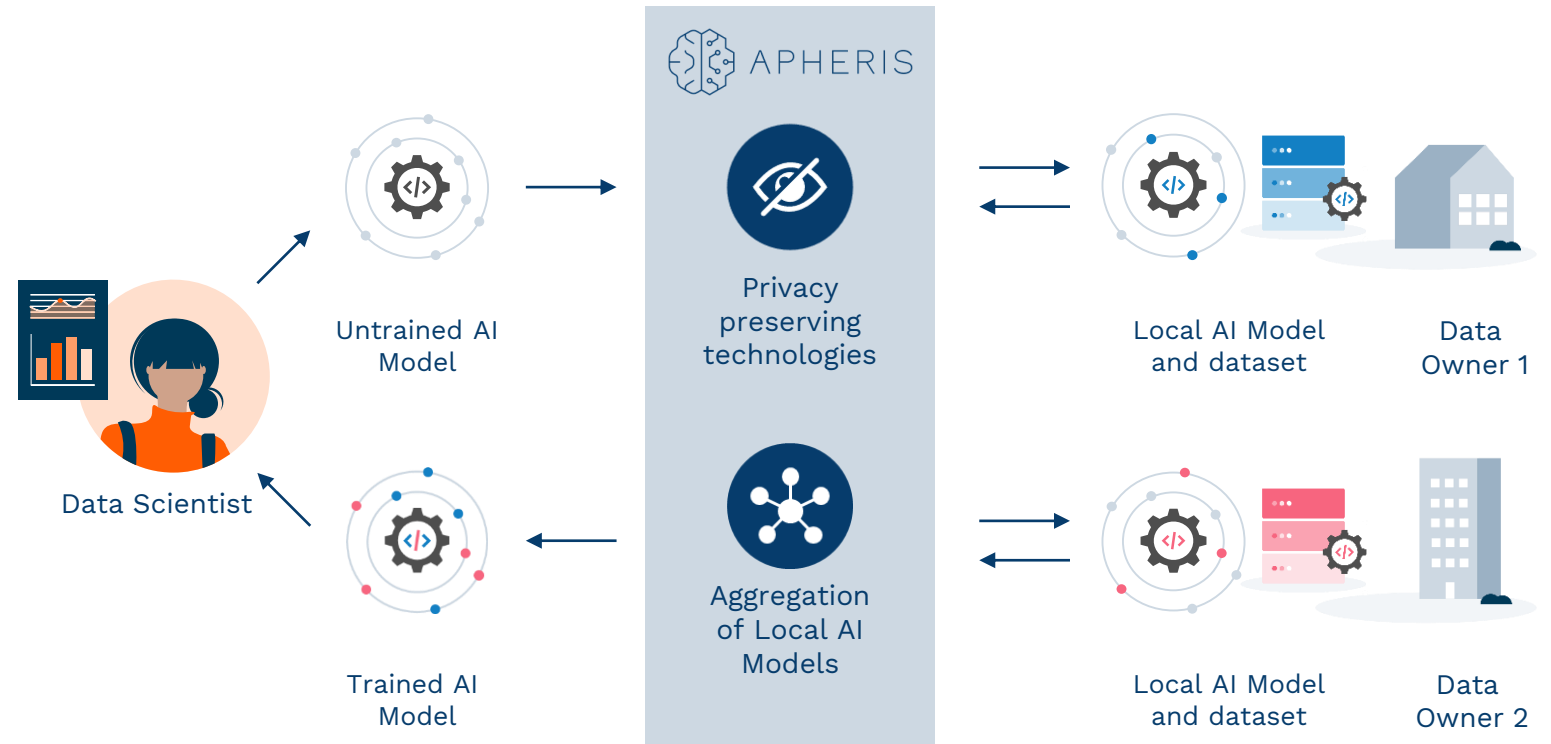 APHERIS
Privacy
preserving
technologies
Untrained AI
Model
Local AI Model
and dataset
Data
Owner 1
Data Scientist
Aggregation
of Local AI
Models
Trained AI
Model
Local AI Model
and dataset
Data
Owner 2